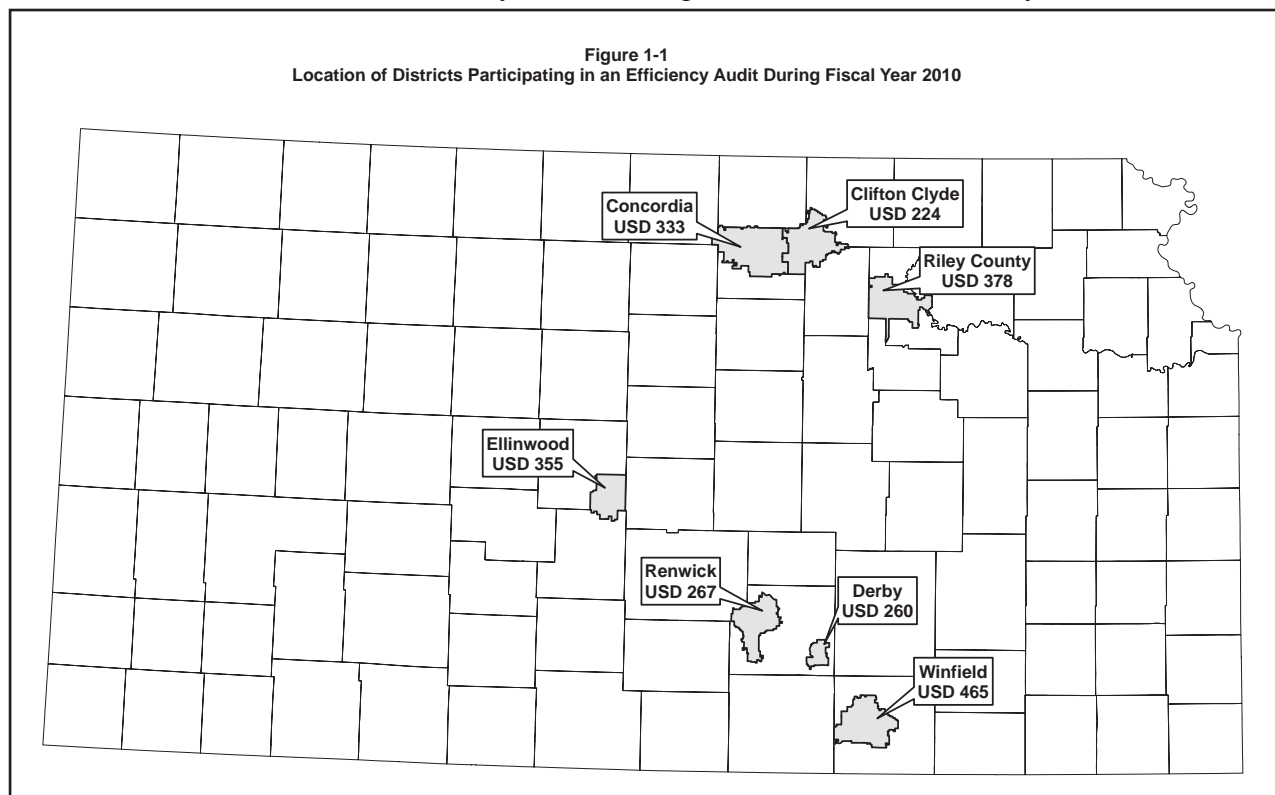 Figure 1-1
Location of Districts Participating in an Efficiency Audit During Fiscal Year 2010
Clifton Clyde
USD 224
Concordia
USD 333
Riley County
USD 378
Ellinwood
USD 355
Renwick
USD 267
Derby
USD 260
Winfield
USD 465